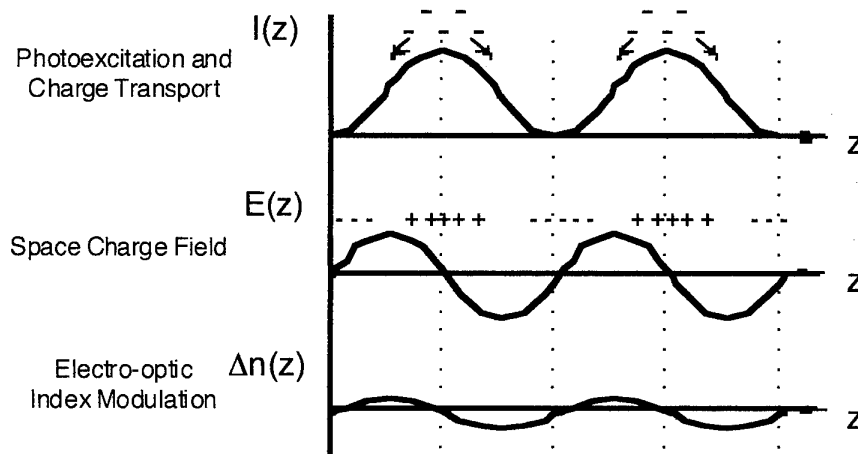 I(z)
Photoexcitation and
Charge Transport
z
E(z)
- - - - + + + + + - - - - - + + + + + - - -
Space Charge Field
z
Δn(z)
Electro-optic
Index Modulation
z